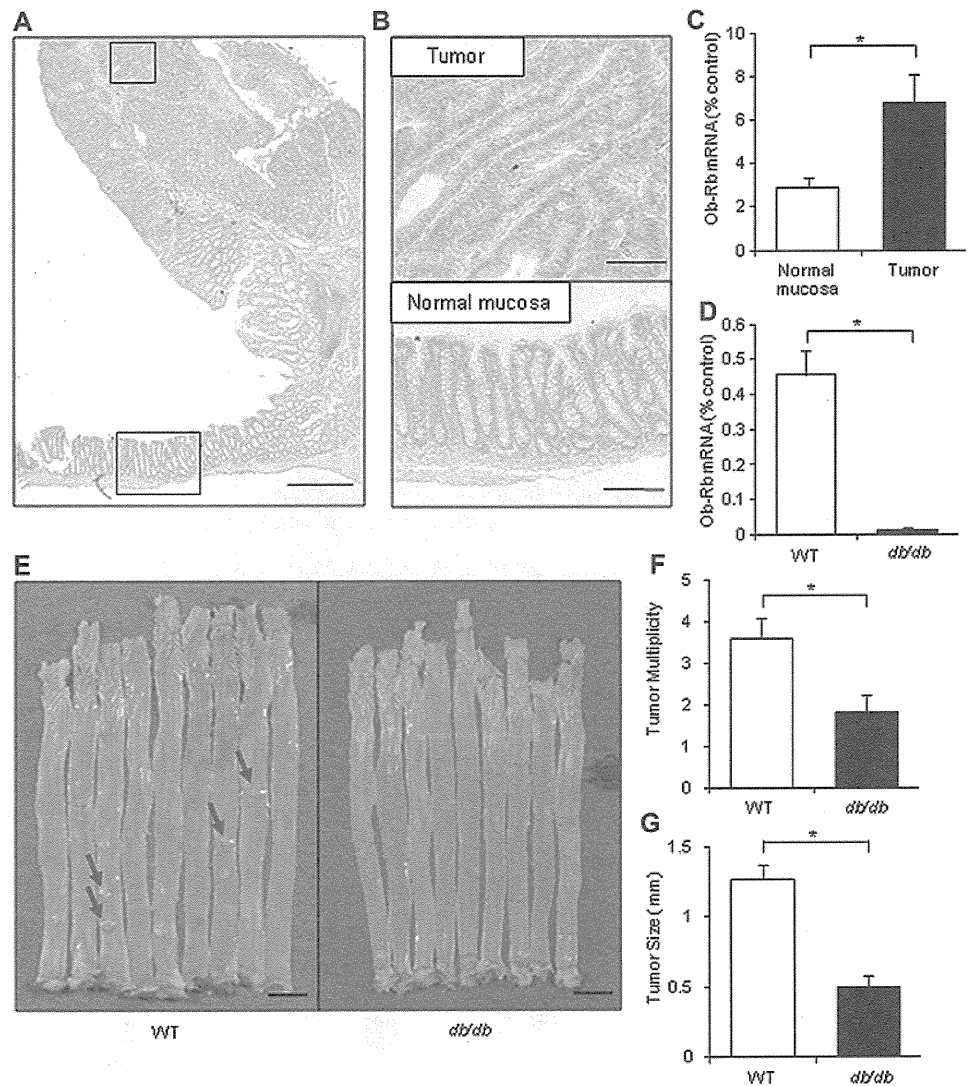 A
B
Tumor
Normal mucosa
C
Ob-Rb mRNA (% control)
10
8
6
4
2
0
*
Normal
mucosa
Tumor
D
Ob-Rb mRNA (% control)
0.6
0.5
0.4
0.3
0.2
0.1
0
*
WT
db/db
E
WT
db/db
F
Tumor Multiplicity
5
4
3
2
1
0
*
WT
db/db
G
Tumor Size ( mm )
1.5
1
0.5
0
*
WT
db/db